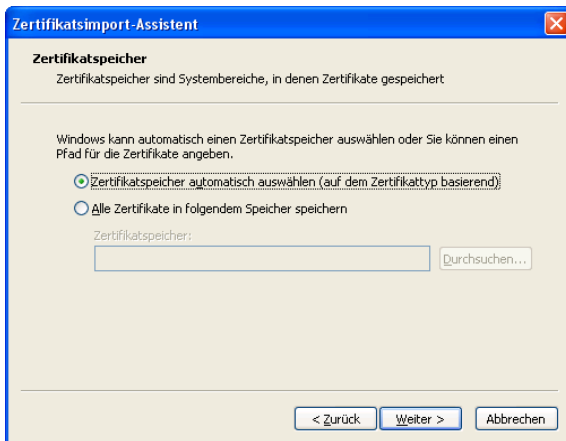 Zertifikatsimport-Assistent
Zertifikatspeicher
Zertifikatspeicher sind Systembereiche, in denen Zertifikate gespeichert
Windows kann automatisch einen Zertifikatspeicher auswählen oder Sie können einen
Pfad für die Zertifikate angeben.
Zertifikatspeicher automatisch auswählen (auf dem Zertifikattyp basierend)
Alle Zertifikate in folgendem Speicher speichern
Zertifikatspeicher:
Durchsuchen...
< Zurück Weiter > Abbrechen